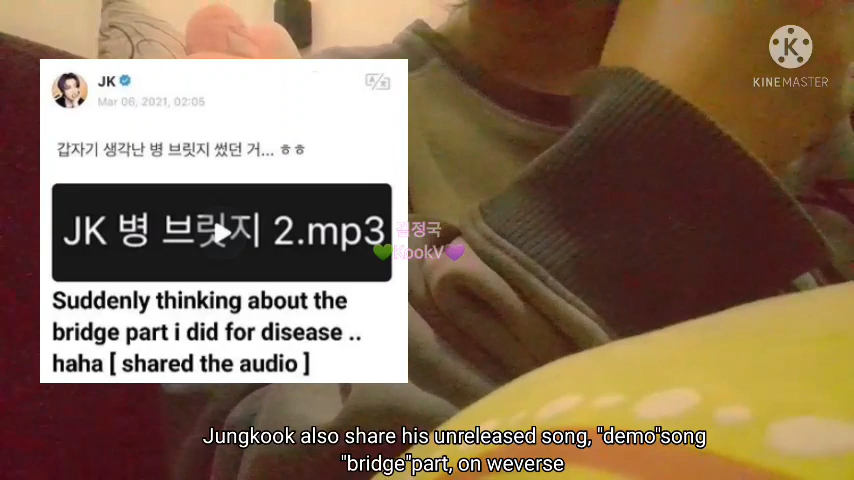 KINEMASTER
JK
Mar 06, 2021, 02:05
갑자기 생각난 병 브릿지 썼던 거... ㅎㅎ
JK 병 브릿지 2.mp3
정국
💚KookV💜
Suddenly thinking about the
bridge part i did for disease ..
haha [ shared the audio ]
Jungkook also share his unreleased song, "demo"song
"bridge"part, on weverse